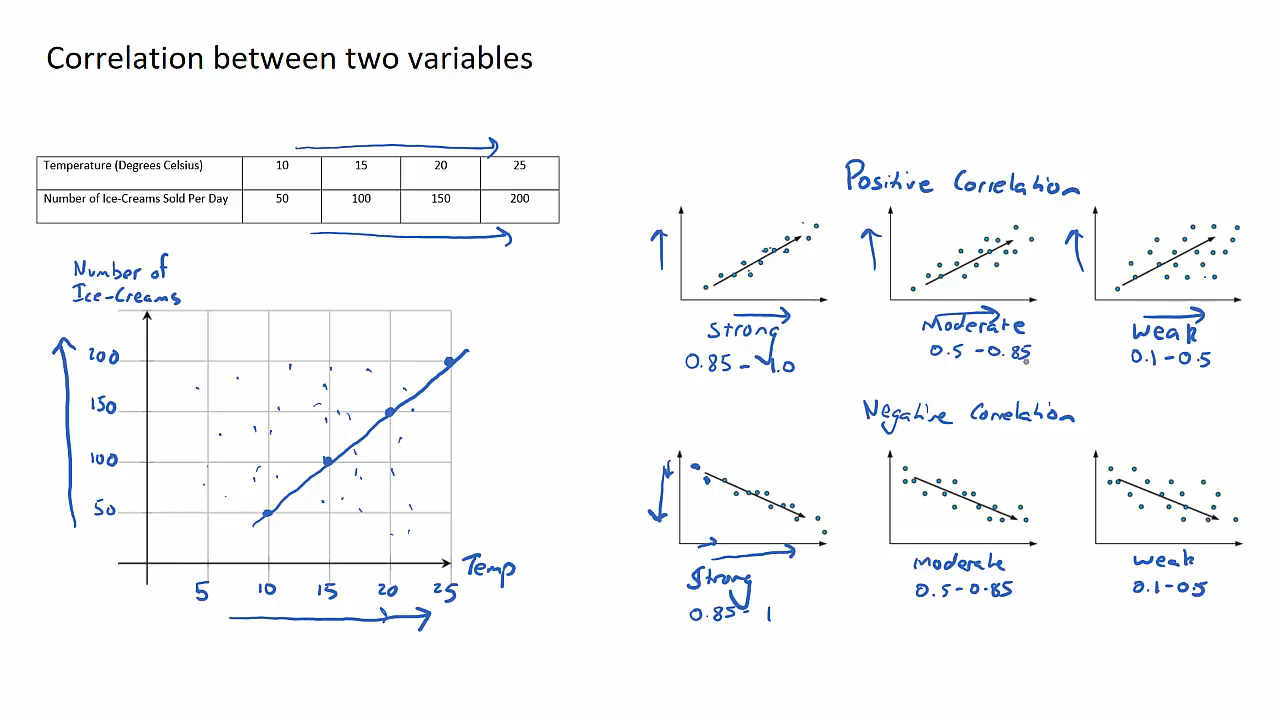 Correlation between two variables
Temperature (Degrees Celsius) 10 15 20 25
Number of Ice-Creams Sold Per Day 50 100 150 200
Number of
Ice-Creams
200
150
100
50
5 10 15 20 25
Temp
Positive Correlation
Strong Moderate Weak
0.85 - 1.0 0.5 - 0.85 0.1 - 0.5
Negative Correlation
Strong Moderate Weak
0.85 - 1 0.5 - 0.85 0.1 - 0.5